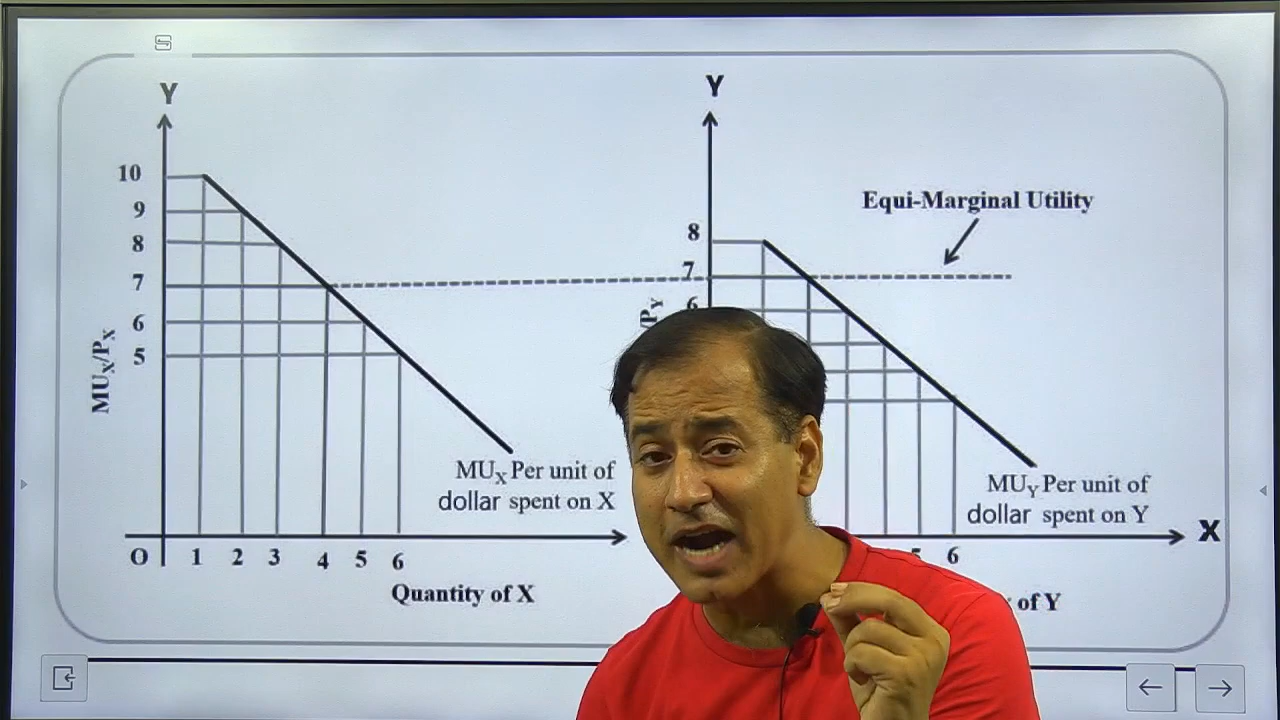 Y
10
9
8
7
6
5
MUX/PX
O
1 2 3 4 5 6
Quantity of X
MUX Per unit of
dollar spent on X
Y
8
7
6
/PY
Equi-Marginal Utility
MUY Per unit of
dollar spent on Y
X
6
of Y